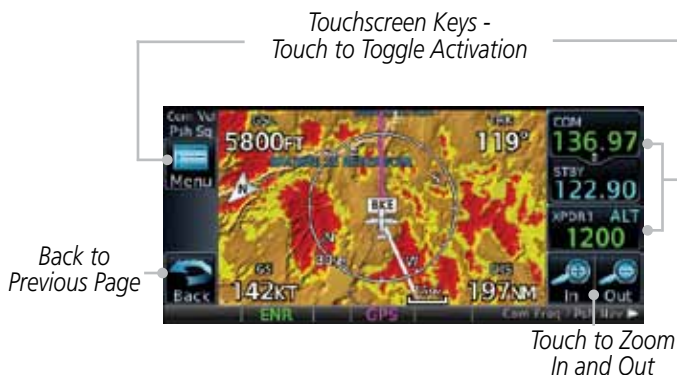 Touchscreen Keys -
Touch to Toggle Activation
Com Vol
Psh Sq
Menu
5800FT
TRK
119°
COM
136.97
STBY
122.90
XPDR1 ALT
1200
N
BKE
N
W
Back to
Previous Page
Back
GS
142KT
DIS
197NM
In
Out
ENR
GPS
Com Freq / Psh Nav
Touch to Zoom
In and Out